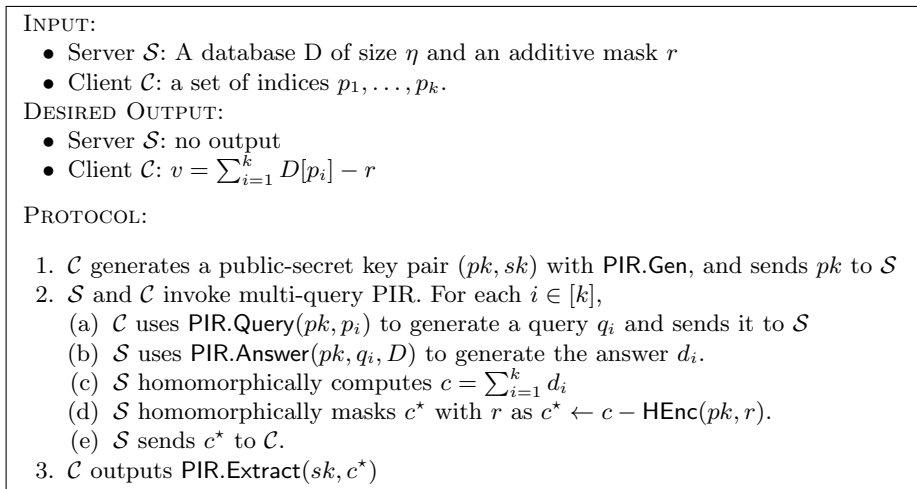 INPUT:
• Server 𝒮: A database D of size η and an additive mask r
• Client 𝒞: a set of indices p₁, . . . , pₖ.
DESIRED OUTPUT:
• Server 𝒮: no output
• Client 𝒞: v = ∑ᵏᵢ₌₁ D[pᵢ] − r
PROTOCOL:
1. 𝒞 generates a public-secret key pair (pk, sk) with PIR.Gen, and sends pk to 𝒮
2. 𝒮 and 𝒞 invoke multi-query PIR. For each i ∈ [k],
(a) 𝒞 uses PIR.Query(pk, pᵢ) to generate a query qᵢ and sends it to 𝒮
(b) 𝒮 uses PIR.Answer(pk, qᵢ, D) to generate the answer dᵢ.
(c) 𝒮 homomorphically computes c = ∑ᵏᵢ₌₁ dᵢ
(d) 𝒮 homomorphically masks c⋆ with r as c⋆ ← c − HEnc(pk, r).
(e) 𝒮 sends c⋆ to 𝒞.
3. 𝒞 outputs PIR.Extract(sk, c⋆)